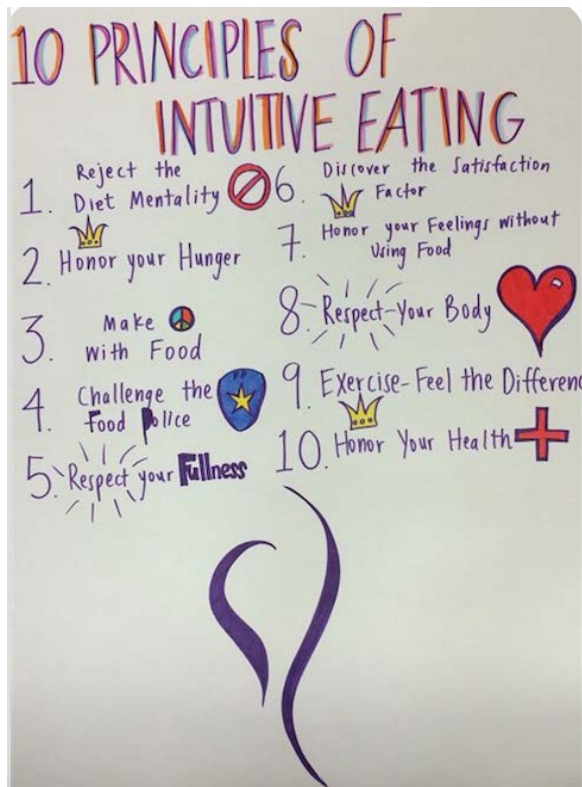 10 PRINCIPLES OF
INTUITIVE EATING
1. Reject the
Diet Mentality
2. Honor your Hunger
3. Make
with Food
4. Challenge the
Food Police
5. Respect your Fullness
6. Discover the Satisfaction
Factor
7. Honor your Feelings without
Using Food
8. Respect-Your Body
9. Exercise-Feel the Differenc
10. Honor Your Health